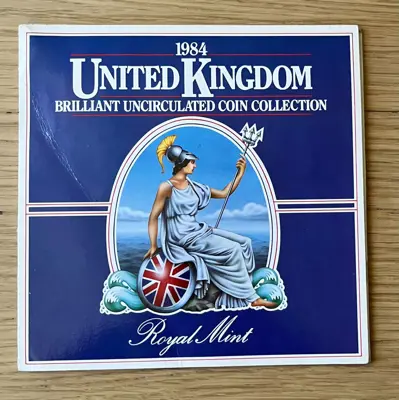 1984
UNITED KINGDOM
BRILLIANT UNCIRCULATED COIN COLLECTION
Royal Mint